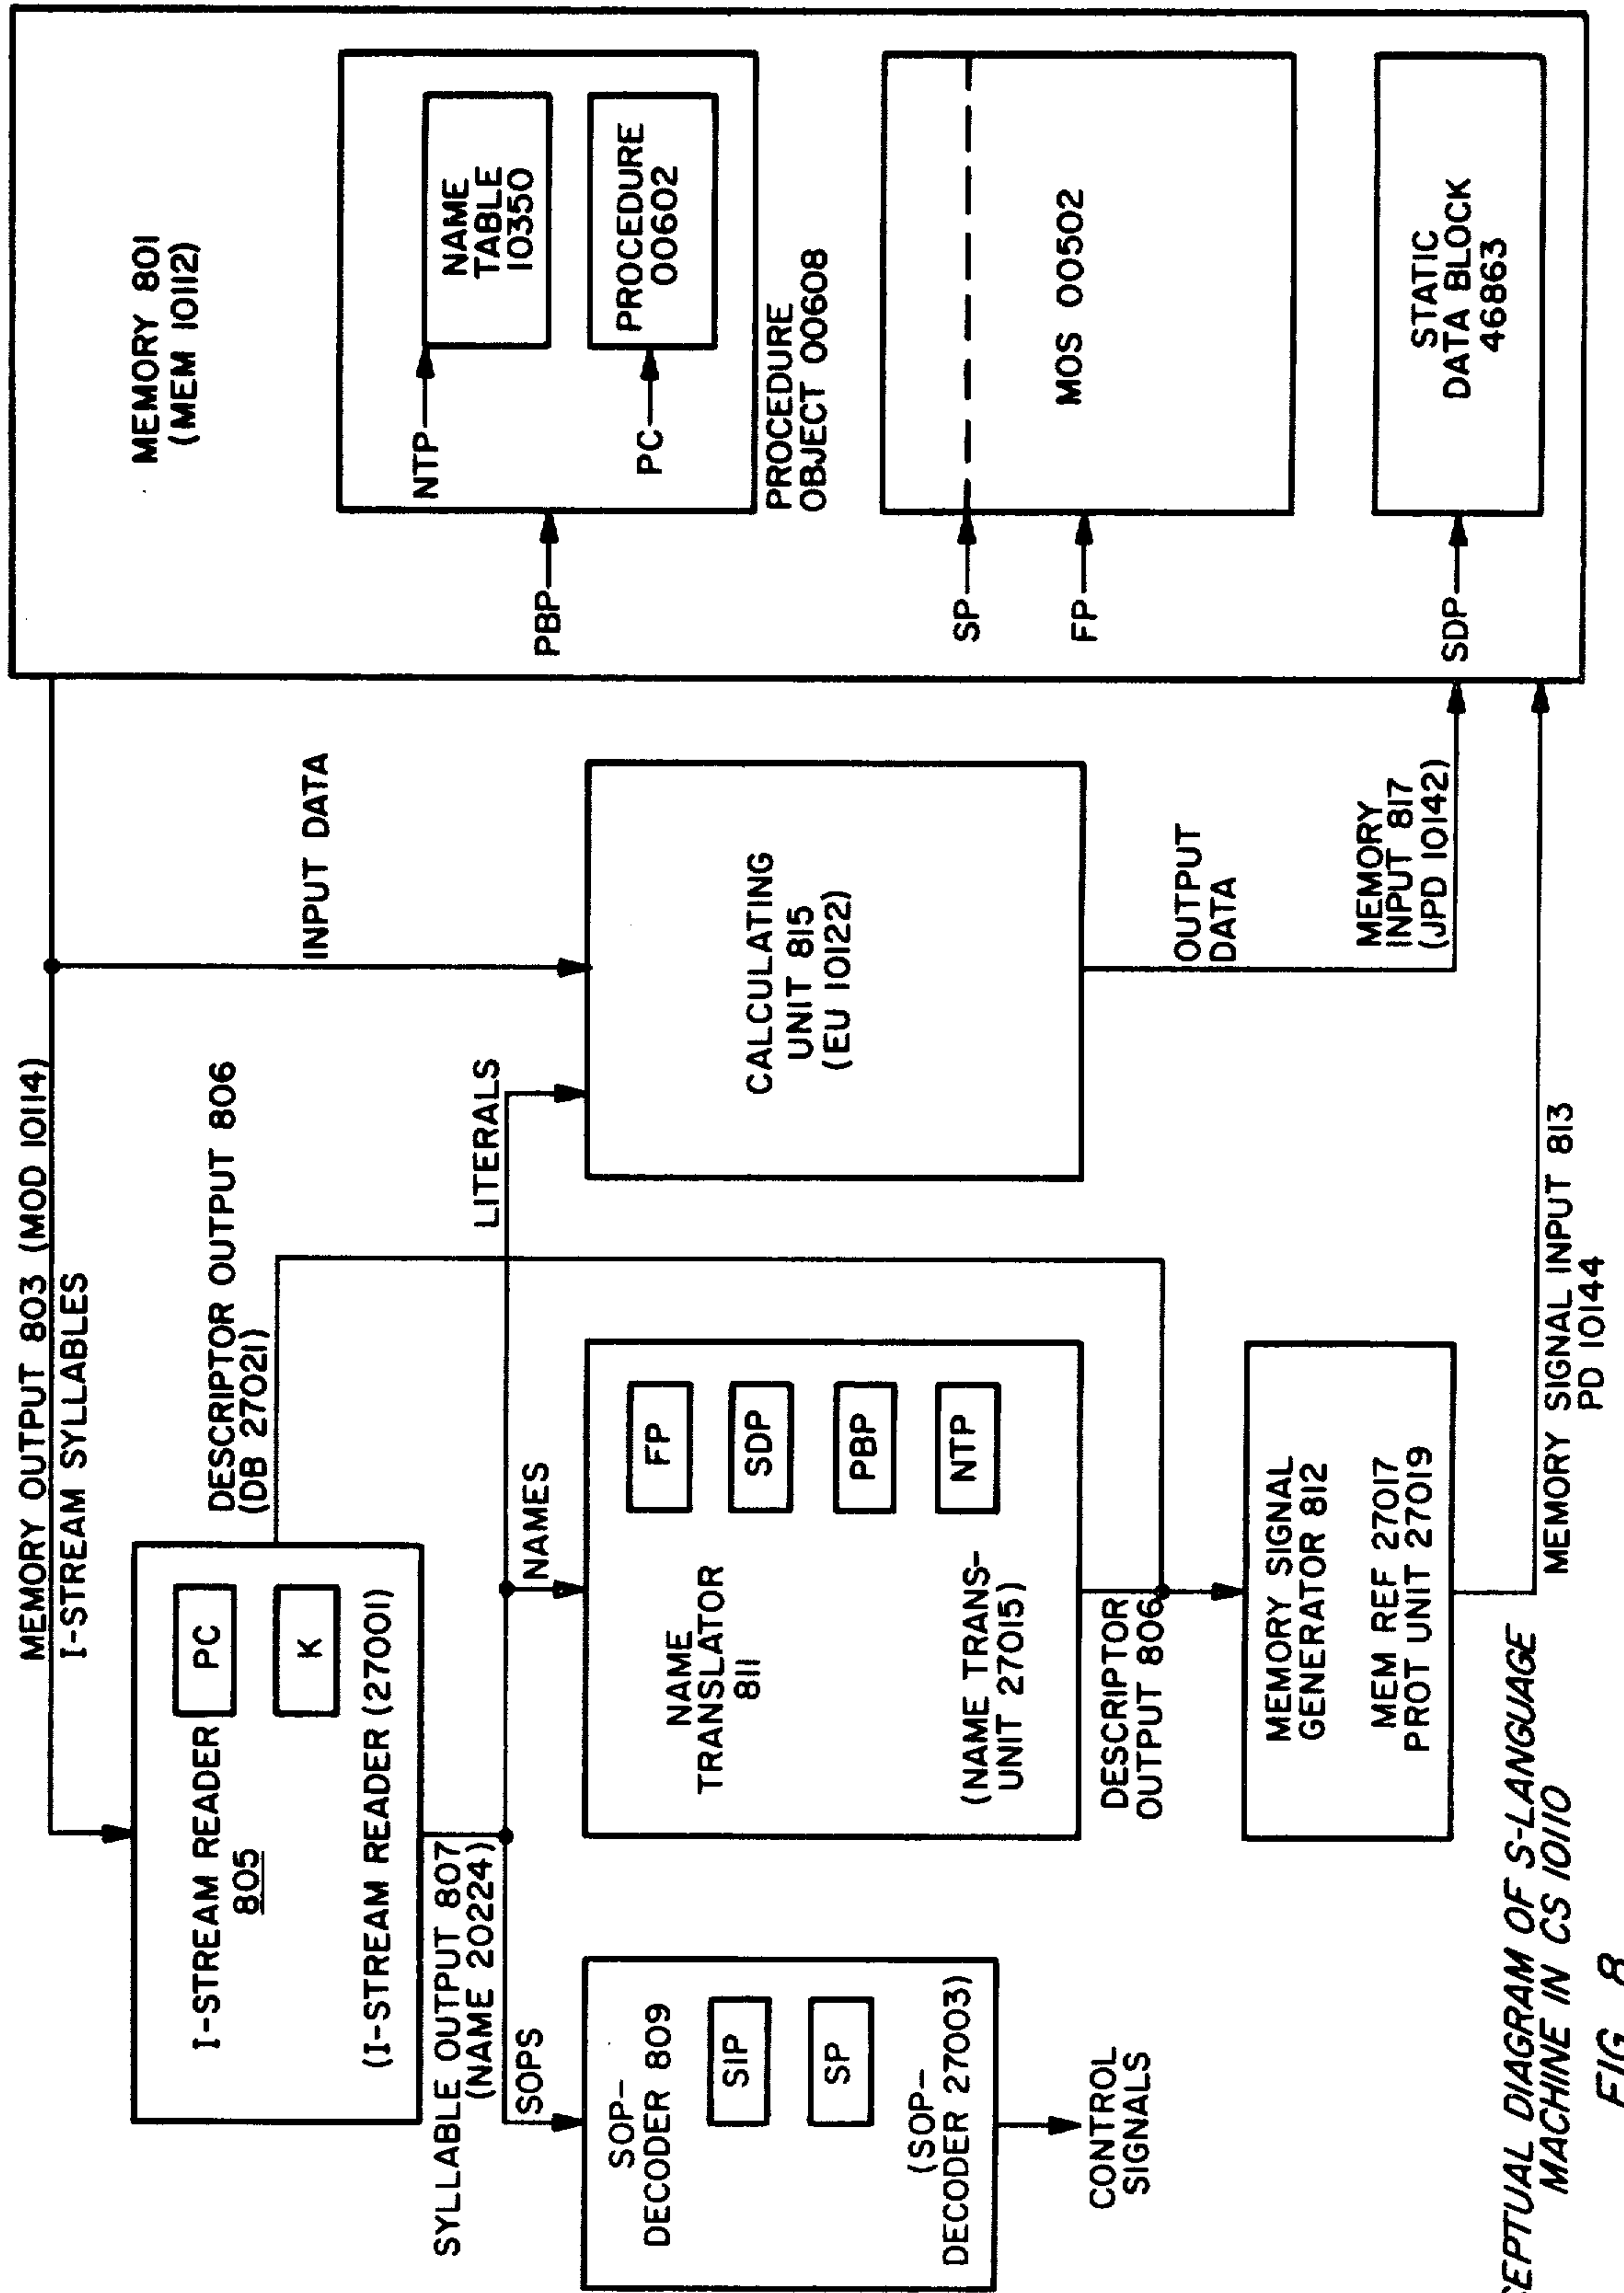 MEMORY OUTPUT 803 (MOD 10114)
I-STREAM SYLLABLES
I-STREAM READER
805
PC
K
(I-STREAM READER (27001)
DESCRIPTOR OUTPUT 806
(DB 27021)
INPUT DATA
MEMORY 801
(MEM 10112)
NTP
NAME
TABLE
10350
PC
PROCEDURE
00602
PBP
PROCEDURE
OBJECT 00608
SP
FP
MOS 00502
SDP
STATIC
DATA BLOCK
46863
SYLLABLE OUTPUT 807
(NAME 20224)
SOPS
NAMES
LITERALS
SOP-
DECODER 809
SIP
SP
(SOP-
DECODER 27003)
CONTROL
SIGNALS
NAME
TRANSLATOR
811
FP
SDP
PBP
NTP
(NAME TRANS-
UNIT 27015)
CALCULATING
UNIT 815
(EU 10122)
OUTPUT
DATA
DESCRIPTOR
OUTPUT 806
MEMORY
INPUT 817
(JPD 10142)
MEMORY SIGNAL
GENERATOR 812
MEM REF 27017
PROT UNIT 27019
MEMORY SIGNAL INPUT 813
PD 10144
DIAGRAM OF S-LANGUAGE
MACHINE IN CS 10110
FIG 8